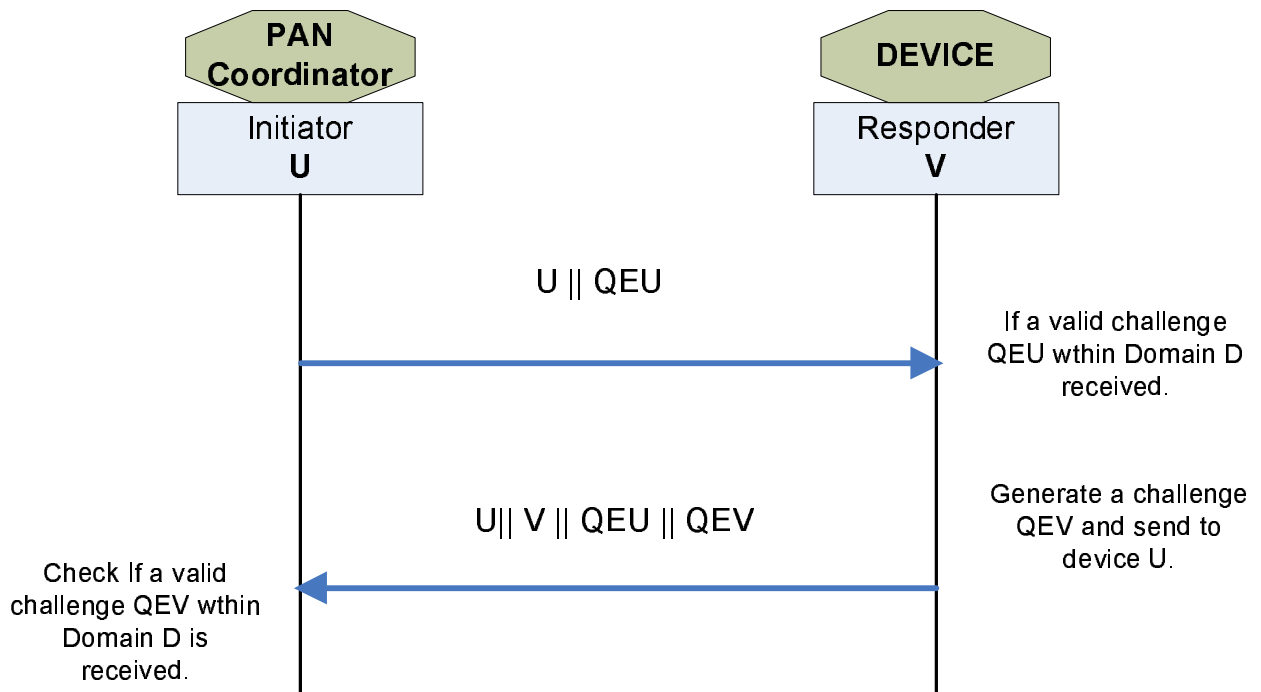 PAN
Coordinator
DEVICE
Initiator
U
Responder
V
U || QEU
If a valid challenge
QEU wthin Domain D
received.
Generate a challenge
QEV and send to
device U.
U|| V || QEU || QEV
Check If a valid
challenge QEV wthin
Domain D is
received.